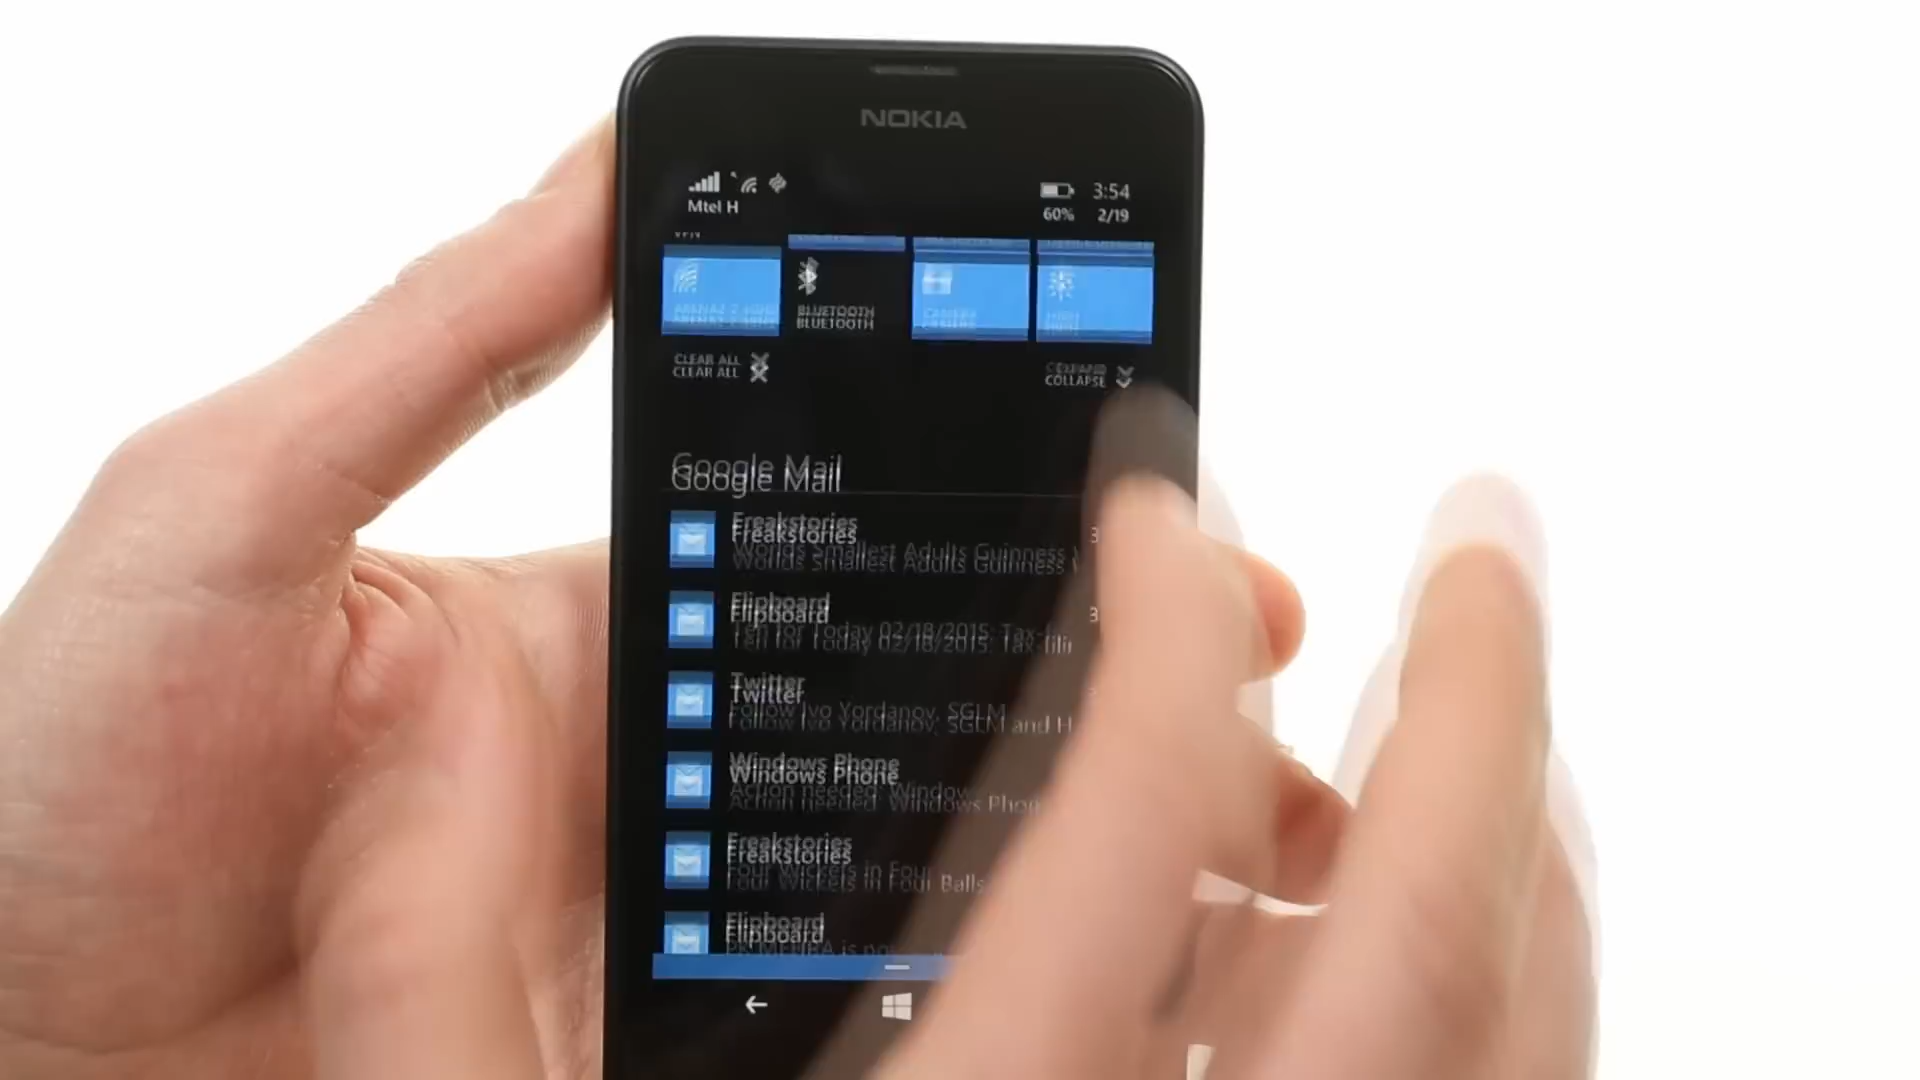 NOKIA
Mtel H
60%
3:54
2/19
BLUETOOTH
CLEAR ALL
COLLAPSE
Google Mail
Freakstories
Worlds Smallest Adults Guinness
Flipboard
Ten for Today 02/18/2015: Tax-filin
Twitter
Follow Ivo Yordanov, SGLM and H
Windows Phone
Action needed: Windows Phone
Freakstories
Four Wickets in Four Balls
Flipboard